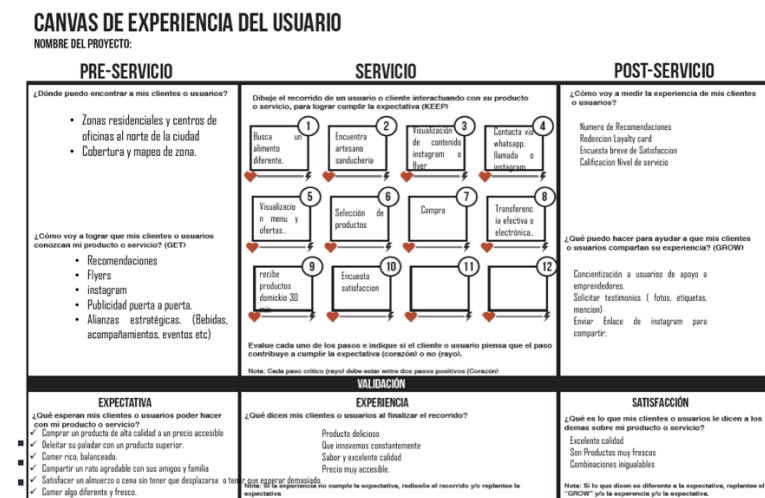 CANVAS DE EXPERIENCIA DEL USUARIO
NOMBRE DEL PROYECTO:
PRE-SERVICIO
¿Dónde puedo encontrar a mis clientes o usuarios?
• Zonas residenciales y centros de
oficinas al norte de la ciudad
• Cobertura y mapeo de zona.
¿Cómo voy a lograr que mis clientes o usuarios
conozcan mi producto o servicio? (GET)
• Recomendaciones
• Flyers
• instagram
• Publicidad puerta a puerta.
• Alianzas estratégicas. (Bebidas,
acompañamientos, eventos etc)
SERVICIO
Dibuje el recorrido de un usuario o cliente interactuando con su producto
o servicio, para lograr cumplir la expectativa (KEEP)
1
Busca un
alimento
diferente.
2
Encuentra
artesano
sanducheria
3
Visualización
de contenido
instagram o
flyer
4
Contacta via
whatsapp,
llamada o
instagram
5
Visualizacio
n menu y
ofertas..
6
Selección de
productos
7
Compra
8
Transferenc
ia efectiva o
electrónica..
9
recibe
productos
domicilio 30
min
10
Encuesta
satisfaccion
11
12
Evalue cada uno de los pasos e indique si el cliente o usuario piensa que el paso
contribuye a cumplir la expectativa (corazón) o no (rayo).
Nota: Cada paso crítico (rayo) debe estar entre dos pasos positivos (Corazón)
POST-SERVICIO
¿Cómo voy a medir la experiencia de mis clientes
o usuarios?
Numero de Recomendaciones
Redencion Loyalty card
Encuesta breve de Satisfaccion
Calificacion Nivel de servicio
¿Qué puedo hacer para ayudar a que mis clientes
o usuarios compartan su experiencia? (GROW)
Concientización a usuarios de apoyo a
emprendedores.
Solicitar testimonios ( fotos, etiquetas,
mencion)
Enviar Enlace de instagram para
compartir.
VALIDACIÓN
EXPECTATIVA
¿Qué esperan mis clientes o usuarios poder hacer
con mi producto o servicio?
✓ Comprar un producto de alta calidad a un precio accesible
✓ Deleitar su paladar con un producto superior.
✓ Comer rico, balanceado.
✓ Compartir un rato agradable con sus amigos y familia
✓ Satisfacer un almuerzo o cena sin tener que desplazarse o tener que esperar demasiado.
✓ Comer algo diferente y fresco.
EXPERIENCIA
¿Qué dicen mis clientes o usuarios al finalizar el recorrido?
Producto delicioso
Que innovemos constantemente
Sabor y excelente calidad
Precio muy accesible.
Nota: Si la experiencia no cumple la expectativa, rediseñe el recorrido y/o replantee la
expectativa
SATISFACCIÓN
¿Qué es lo que mis clientes o usuarios le dicen a los
demas sobre mi producto o servicio?
Excelente calidad
Son Productos muy frescos
Combinaciones inigualables
Nota: Si lo que dicen es diferente a la expectativa, replantee el
"GROW" y/o la experencia y/o la expectativa.